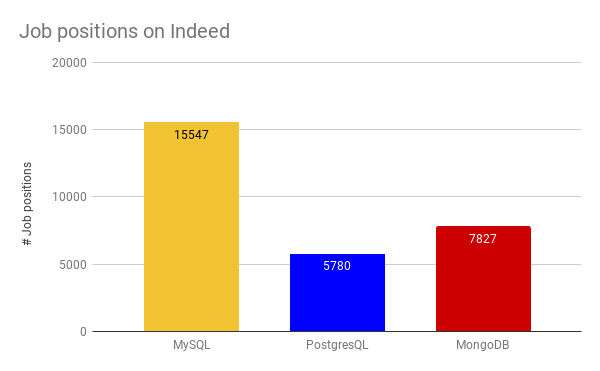 Job positions on Indeed
20000
15000
10000
5000
0
# Job positions
15547
5780
7827
MySQL
PostgresQL
MongoDB